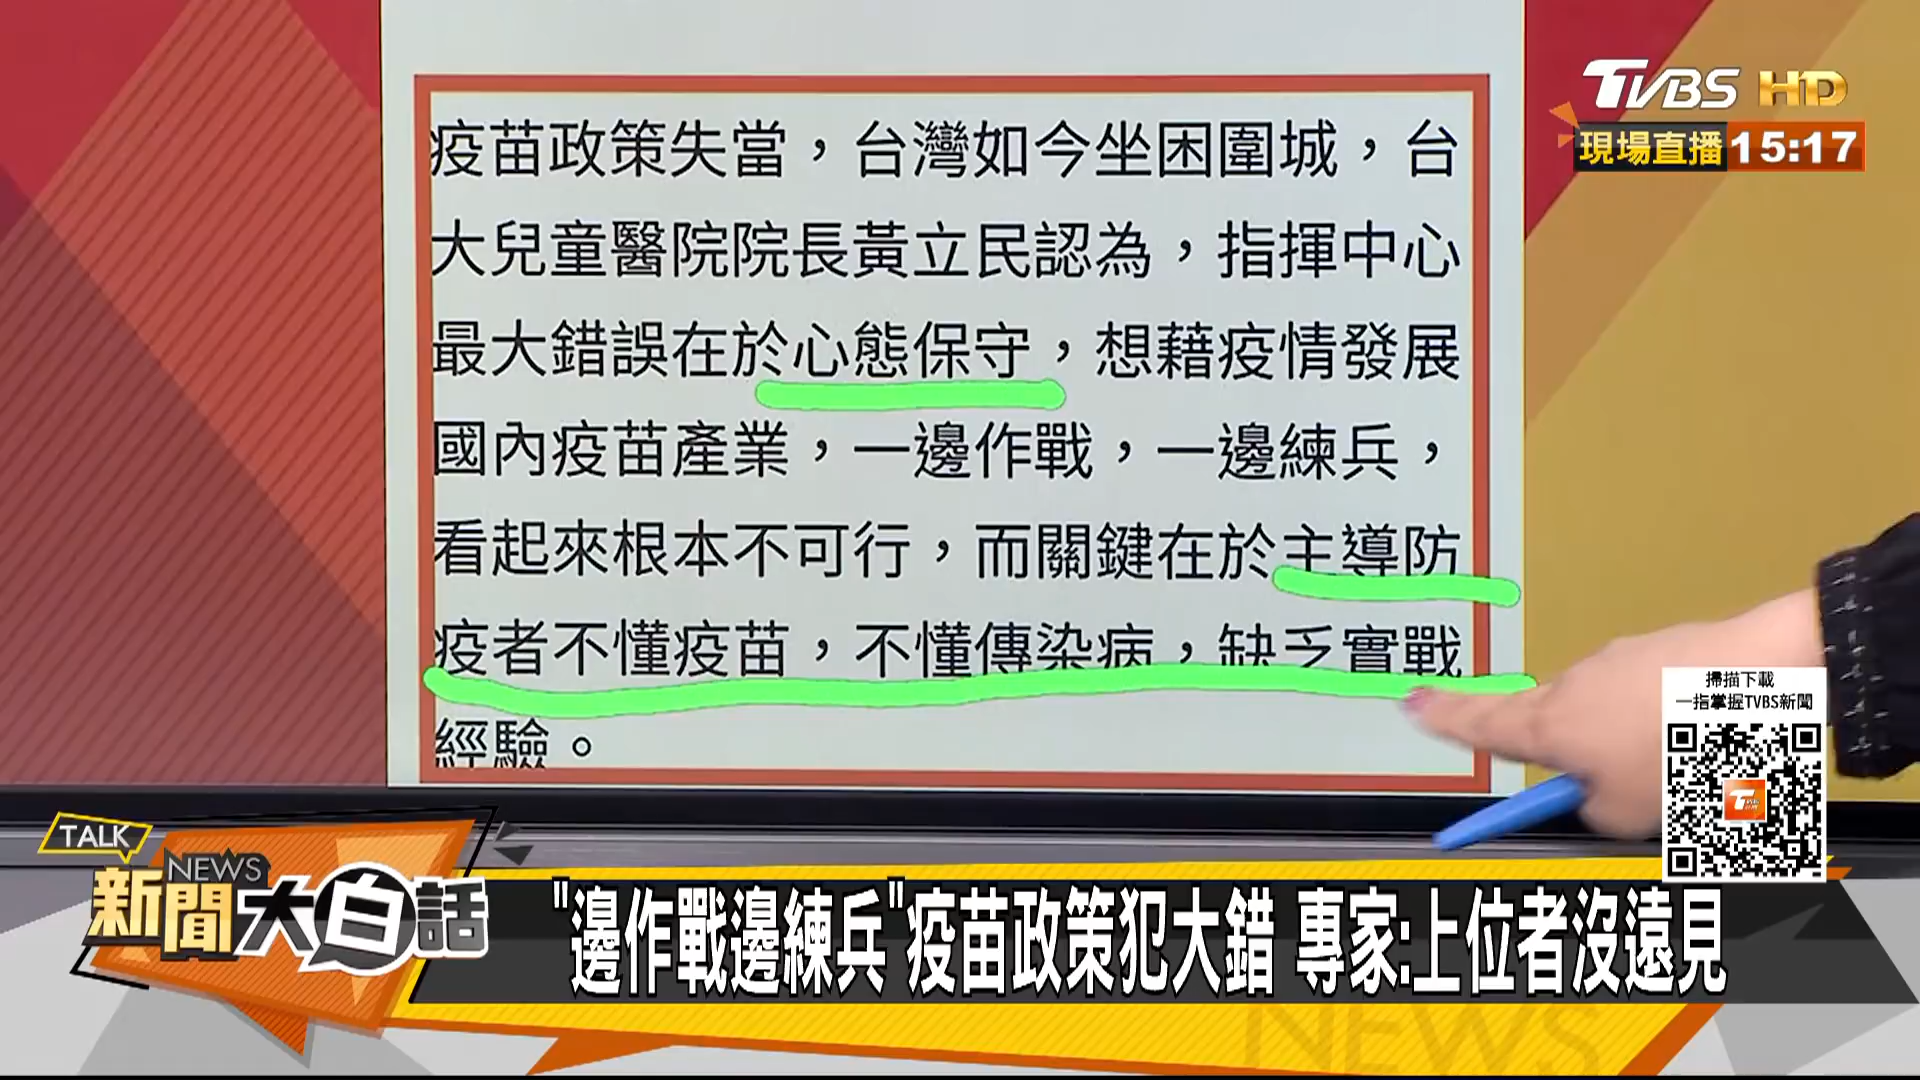 疫苗政策失當，台灣如今坐困圍城，台
大兒童醫院院長黃立民認為，指揮中心
最大錯誤在於心態保守，想藉疫情發展
國內疫苗產業，一邊作戰，一邊練兵，
看起來根本不可行，而關鍵在於主導防
疫者不懂疫苗，不懂傳染病，缺乏實戰
經驗。
TVBS HD
現場直播 15:17
掃描下載
一指掌握TVBS新聞
TALK
NEWS
新聞大白話
"邊作戰邊練兵"疫苗政策犯大錯 專家:上位者沒遠見
NEWS